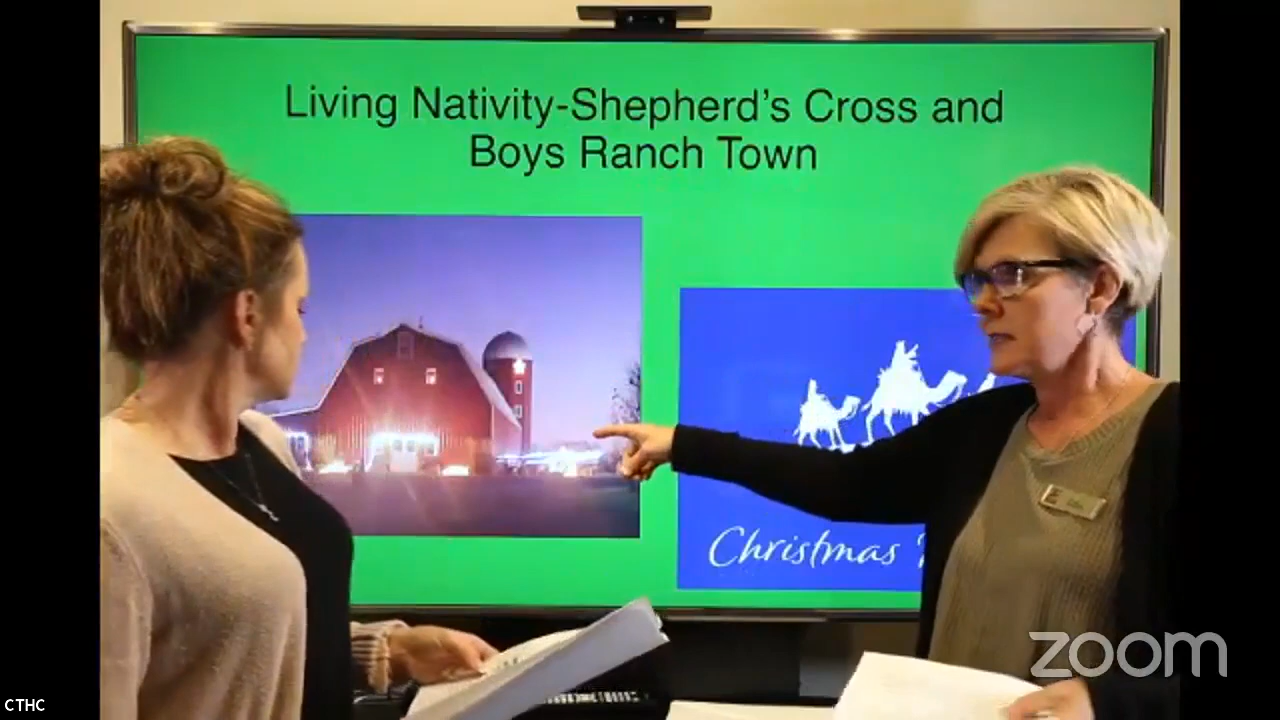 Living Nativity-Shepherd's Cross and
Boys Ranch Town
Christmas
zoom
CTHC